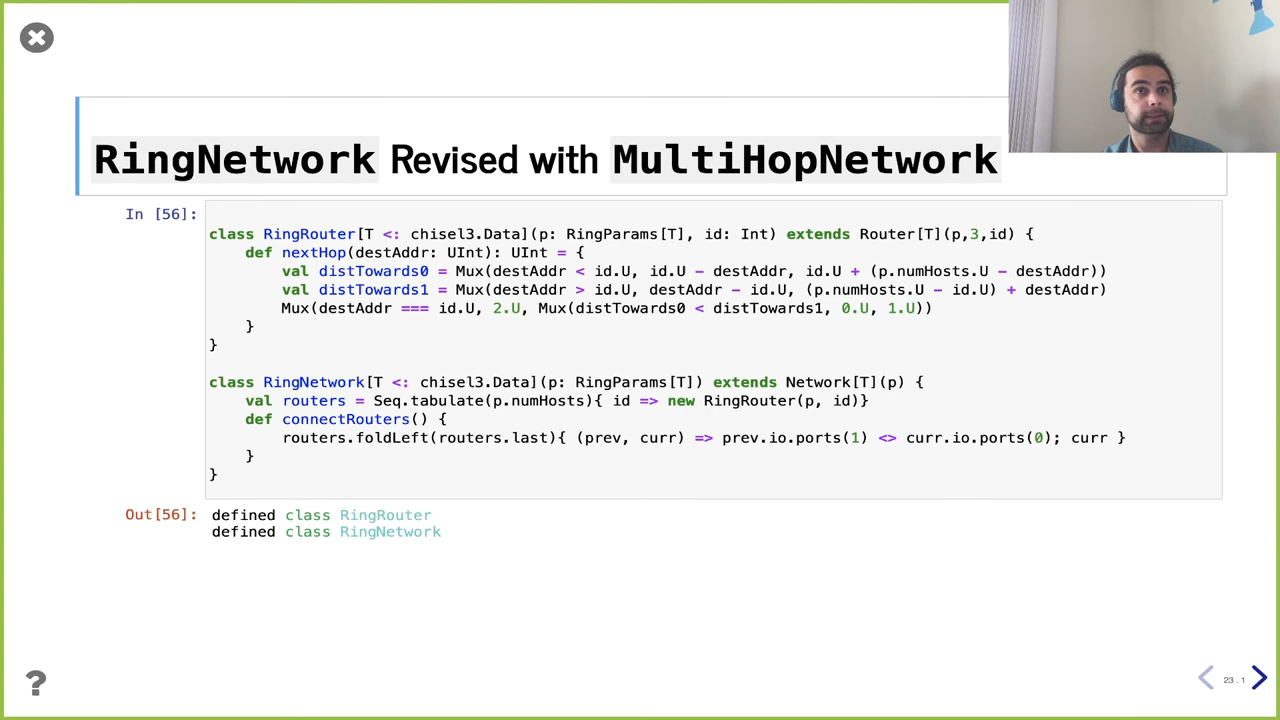 RingNetwork Revised with MultiHopNetwork
In [56]:
class RingRouter[T <: chisel3.Data](p: RingParams[T], id: Int) extends Router[T](p,3,id) {
    def nextHop(destAddr: UInt): UInt = {
        val distTowards0 = Mux(destAddr < id.U, id.U - destAddr, id.U + (p.numHosts.U - destAddr))
        val distTowards1 = Mux(destAddr > id.U, destAddr - id.U, (p.numHosts.U - id.U) + destAddr)
        Mux(destAddr === id.U, 2.U, Mux(distTowards0 < distTowards1, 0.U, 1.U))
    }
}
class RingNetwork[T <: chisel3.Data](p: RingParams[T]) extends Network[T](p) {
    val routers = Seq.tabulate(p.numHosts){ id => new RingRouter(p, id)}
    def connectRouters() {
        routers.foldLeft(routers.last){ (prev, curr) => prev.io.ports(1) <> curr.io.ports(0); curr }
    }
}
Out[56]:
defined class RingRouter
defined class RingNetwork
?
23 . 1